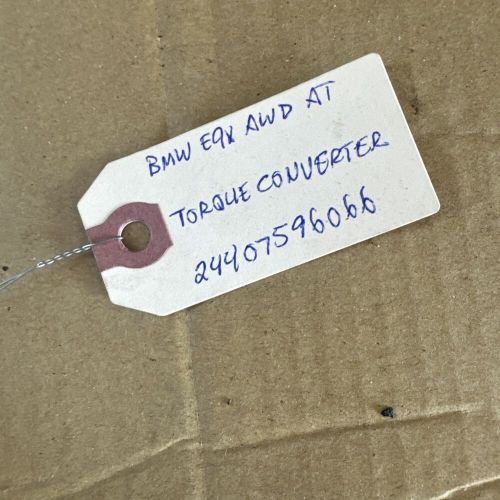 BMW E9X AWD AT
TORQUE CONVERTER
24407596066